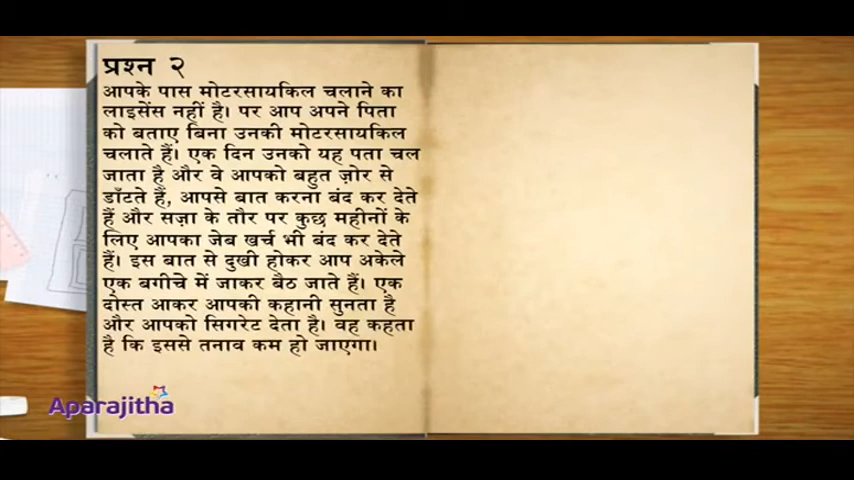 प्रश्न २
आपके पास मोटरसायकिल चलाने का
लाइसेंस नहीं है। पर आप अपने पिता
को बताए बिना उनकी मोटरसायकिल
चलाते हैं। एक दिन उनको यह पता चल
जाता है और वे आपको बहुत ज़ोर से
डाँटते हैं, आपसे बात करना बंद कर देते
हैं और सज़ा के तौर पर कुछ महीनों के
लिए आपका जेब खर्च भी बंद कर देते
हैं। इस बात से दुखी होकर आप अकेले
एक बगीचे में जाकर बैठ जाते हैं। एक
दोस्त आकर आपकी कहानी सुनता है
और आपको सिगरेट देता है। वह कहता
है कि इससे तनाव कम हो जाएगा।
Aparajitha